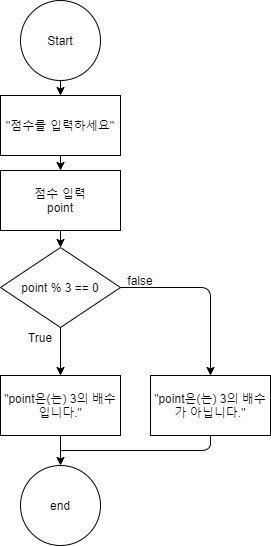 Start
"점수를 입력하세요"
점수 입력
point
point % 3 == 0
false
True
"point은(는) 3의 배수
입니다."
"point은(는) 3의 배수
가 아닙니다."
end